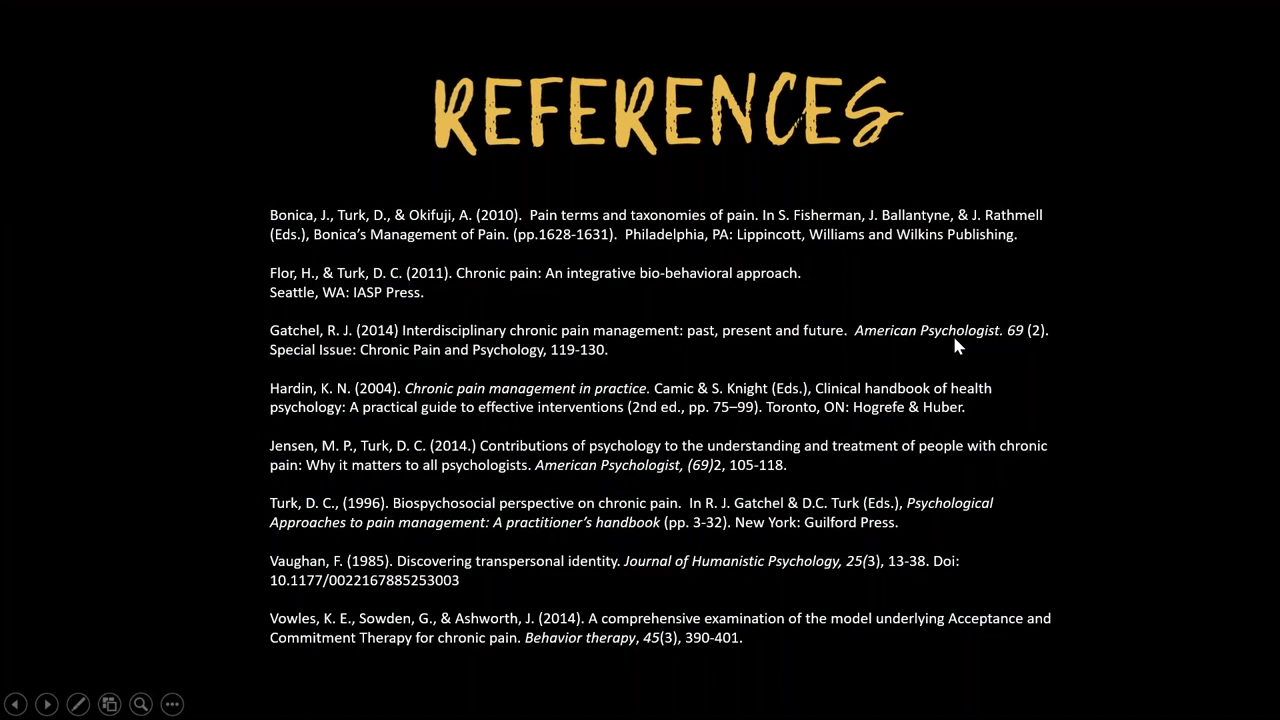 REFERENCES
Bonica, J., Turk, D., & Okifuji, A. (2010).  Pain terms and taxonomies of pain. In S. Fisherman, J. Ballantyne, & J. Rathmell
(Eds.), Bonica’s Management of Pain. (pp.1628-1631).  Philadelphia, PA: Lippincott, Williams and Wilkins Publishing.
Flor, H., & Turk, D. C. (2011). Chronic pain: An integrative bio-behavioral approach.
Seattle, WA: IASP Press.
Gatchel, R. J. (2014) Interdisciplinary chronic pain management: past, present and future.  American Psychologist. 69 (2).
Special Issue: Chronic Pain and Psychology, 119-130.
Hardin, K. N. (2004). Chronic pain management in practice. Camic & S. Knight (Eds.), Clinical handbook of health
psychology: A practical guide to effective interventions (2nd ed., pp. 75–99). Toronto, ON: Hogrefe & Huber.
Jensen, M. P., Turk, D. C. (2014.) Contributions of psychology to the understanding and treatment of people with chronic
pain: Why it matters to all psychologists. American Psychologist, (69)2, 105-118.
Turk, D. C., (1996). Biospychosocial perspective on chronic pain.  In R. J. Gatchel & D.C. Turk (Eds.), Psychological
Approaches to pain management: A practitioner’s handbook (pp. 3-32). New York: Guilford Press.
Vaughan, F. (1985). Discovering transpersonal identity. Journal of Humanistic Psychology, 25(3), 13-38. Doi:
10.1177/0022167885253003
Vowles, K. E., Sowden, G., & Ashworth, J. (2014). A comprehensive examination of the model underlying Acceptance and
Commitment Therapy for chronic pain. Behavior therapy, 45(3), 390-401.